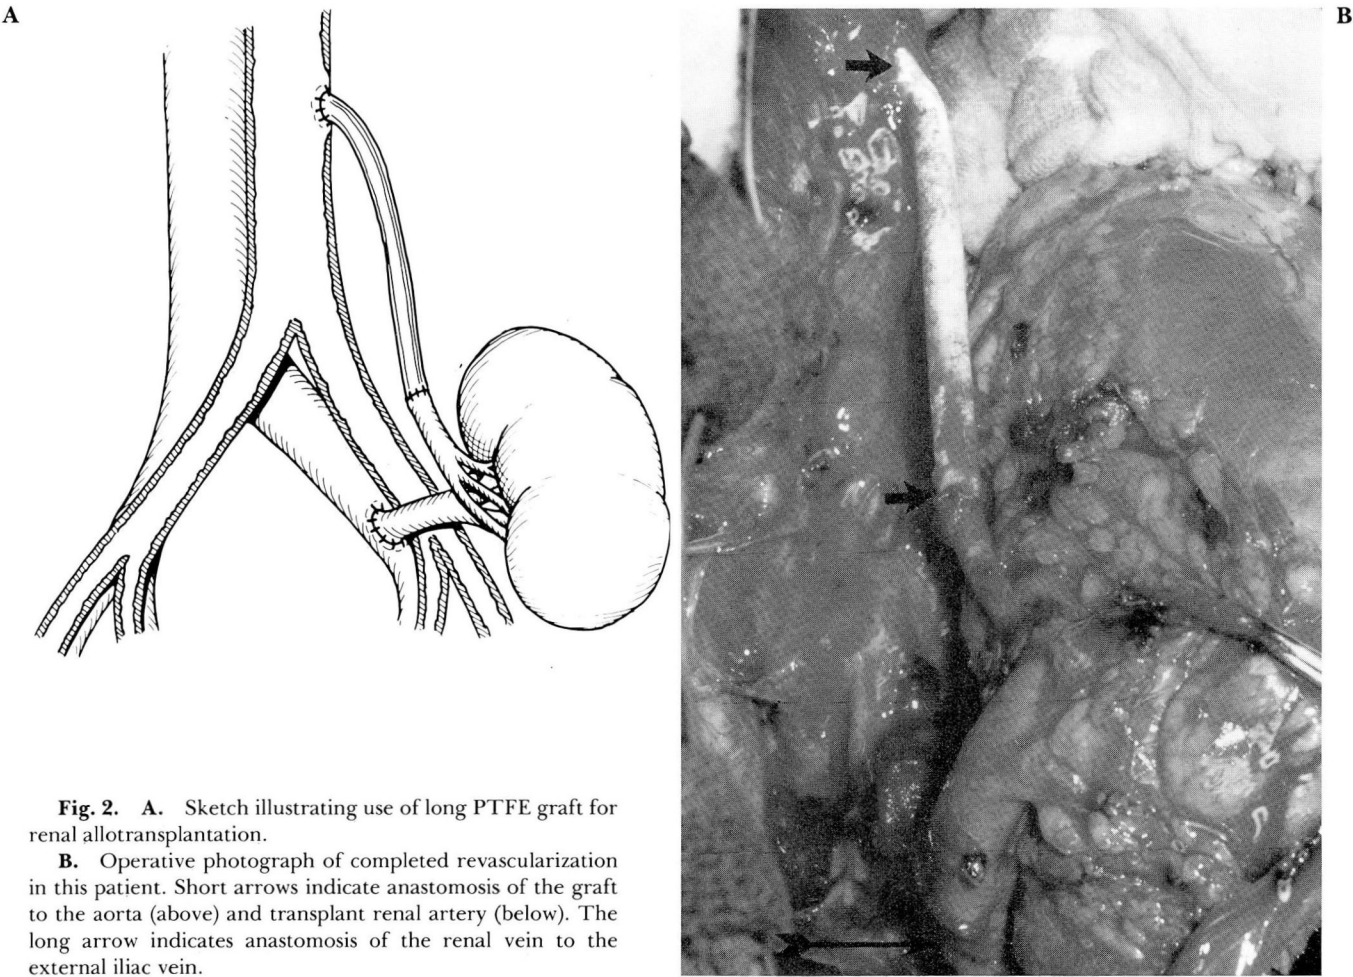 A
B
Fig. 2. A. Sketch illustrating use of long PTFE graft for
renal allotransplantation.
B. Operative photograph of completed revascularization
in this patient. Short arrows indicate anastomosis of the graft
to the aorta (above) and transplant renal artery (below). The
long arrow indicates anastomosis of the renal vein to the
external iliac vein.